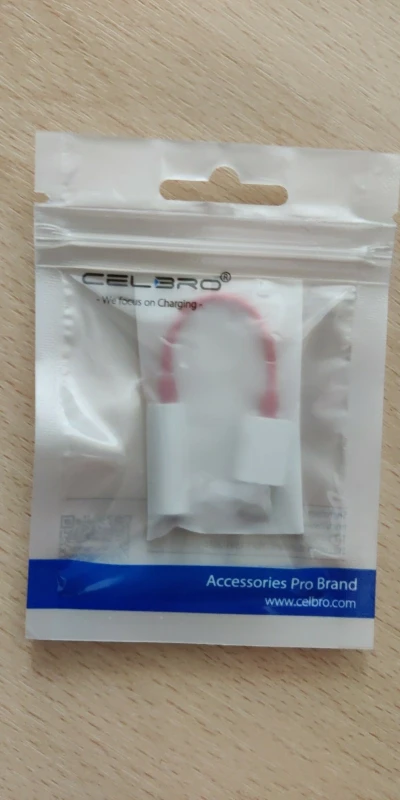 CELBRO®
- We focus on Charging -
Accessories Pro Brand
www.celbro.com